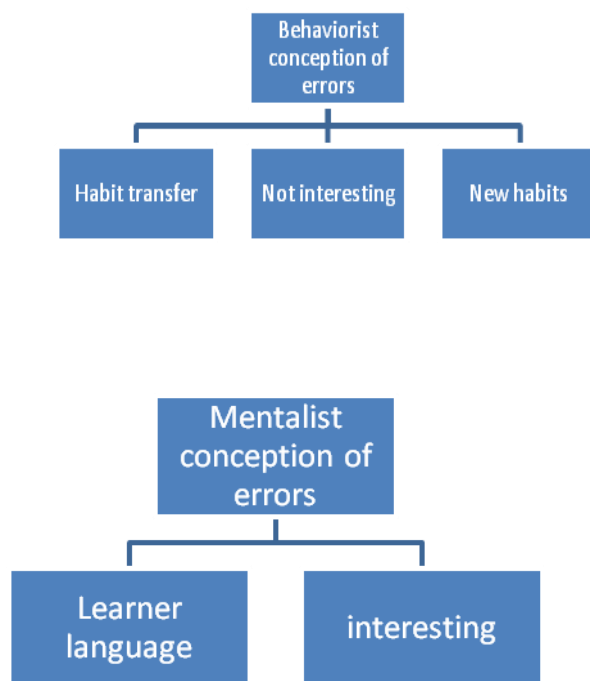 Behaviorist
conception of
errors
Habit transfer
Not interesting
New habits
Mentalist
conception of
errors
Learner
language
interesting